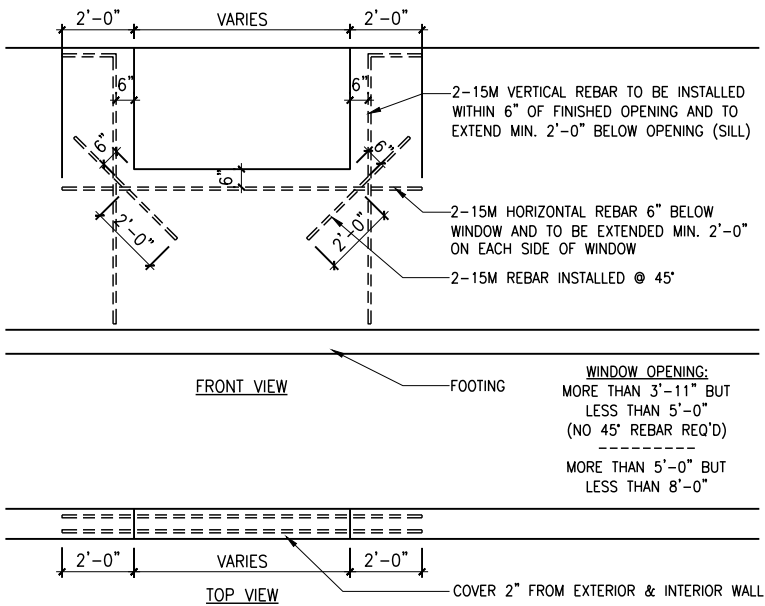 2'-0" VARIES 2'-0"
6" 6"
2-15M VERTICAL REBAR TO BE INSTALLED
WITHIN 6" OF FINISHED OPENING AND TO
EXTEND MIN. 2'-0" BELOW OPENING (SILL)
6" 6" 6"
2'-0" 2'-0"
2-15M HORIZONTAL REBAR 6" BELOW
WINDOW AND TO BE EXTENDED MIN. 2'-0"
ON EACH SIDE OF WINDOW
2-15M REBAR INSTALLED @ 45°
FRONT VIEW
FOOTING
WINDOW OPENING:
MORE THAN 3'-11" BUT
LESS THAN 5'-0"
(NO 45° REBAR REQ'D)
----------
MORE THAN 5'-0" BUT
LESS THAN 8'-0"
2'-0" VARIES 2'-0"
TOP VIEW
COVER 2" FROM EXTERIOR & INTERIOR WALL